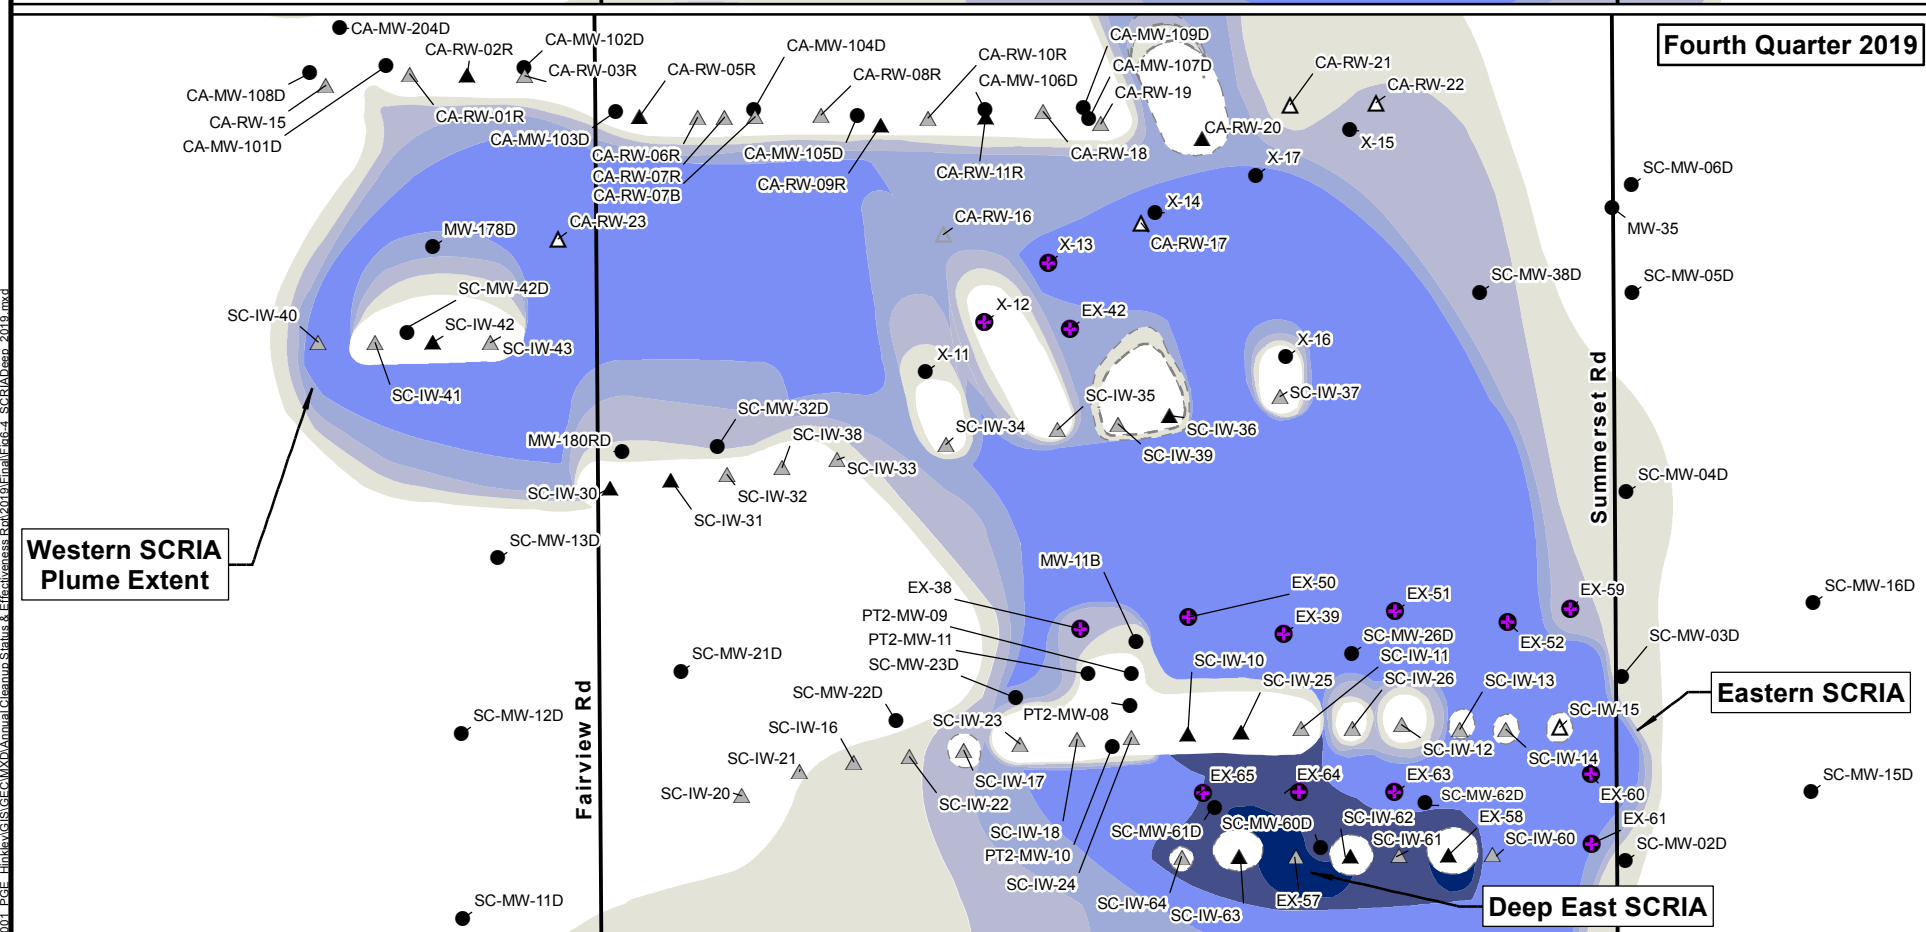 Fourth Quarter 2019
CA-MW-204D
CA-RW-02R
CA-MW-102D
CA-RW-03R
CA-RW-05R
CA-MW-104D
CA-RW-08R
CA-RW-10R
CA-MW-106D
CA-MW-109D
CA-MW-107D
CA-RW-19
CA-RW-21
CA-RW-22
CA-MW-108D
CA-RW-15
CA-MW-101D
CA-RW-01R
CA-MW-103D
CA-RW-06R
CA-RW-07R
CA-RW-07B
CA-MW-105D
CA-RW-09R
CA-RW-11R
CA-RW-18
CA-RW-20
X-15
X-17
SC-MW-06D
MW-35
X-14
CA-RW-17
CA-RW-16
CA-RW-23
MW-178D
X-13
SC-MW-38D
SC-MW-05D
SC-MW-42D
SC-IW-40
SC-IW-42
SC-IW-43
SC-IW-41
X-12
EX-42
X-11
X-16
SC-IW-37
SC-IW-35
SC-IW-36
SC-IW-39
SC-IW-34
Summerset Rd
SC-MW-32D
SC-IW-38
SC-IW-33
MW-180RD
SC-IW-30
SC-IW-32
SC-IW-31
SC-MW-04D
Western SCRIA
Plume Extent
SC-MW-13D
MW-11B
EX-38
PT2-MW-09
PT2-MW-11
SC-MW-23D
EX-50
EX-39
EX-51
EX-52
EX-59
SC-MW-16D
SC-MW-03D
SC-MW-26D
SC-IW-11
SC-IW-26
SC-IW-10
SC-IW-25
SC-IW-13
SC-IW-15
Eastern SCRIA
SC-MW-21D
Fairview Rd
SC-MW-22D
SC-MW-12D
SC-IW-16
SC-IW-23
PT2-MW-08
SC-IW-12
SC-IW-14
SC-IW-21
SC-IW-20
SC-IW-22
SC-IW-17
EX-65
EX-64
EX-63
EX-60
SC-MW-15D
SC-IW-18
PT2-MW-10
SC-IW-24
SC-MW-61D
SC-MW-60D
SC-MW-62D
SC-IW-62
SC-IW-61
EX-58
SC-IW-60
EX-61
SC-MW-02D
SC-IW-64
SC-IW-63
EX-57
Deep East SCRIA
SC-MW-11D
001_PGE_Hinkley\GIS\GEC\MXD\Annual Cleanup Status & Effectiveness Rpt\2019\Final\Fig6-4_SCRIADeep_2019.mxd